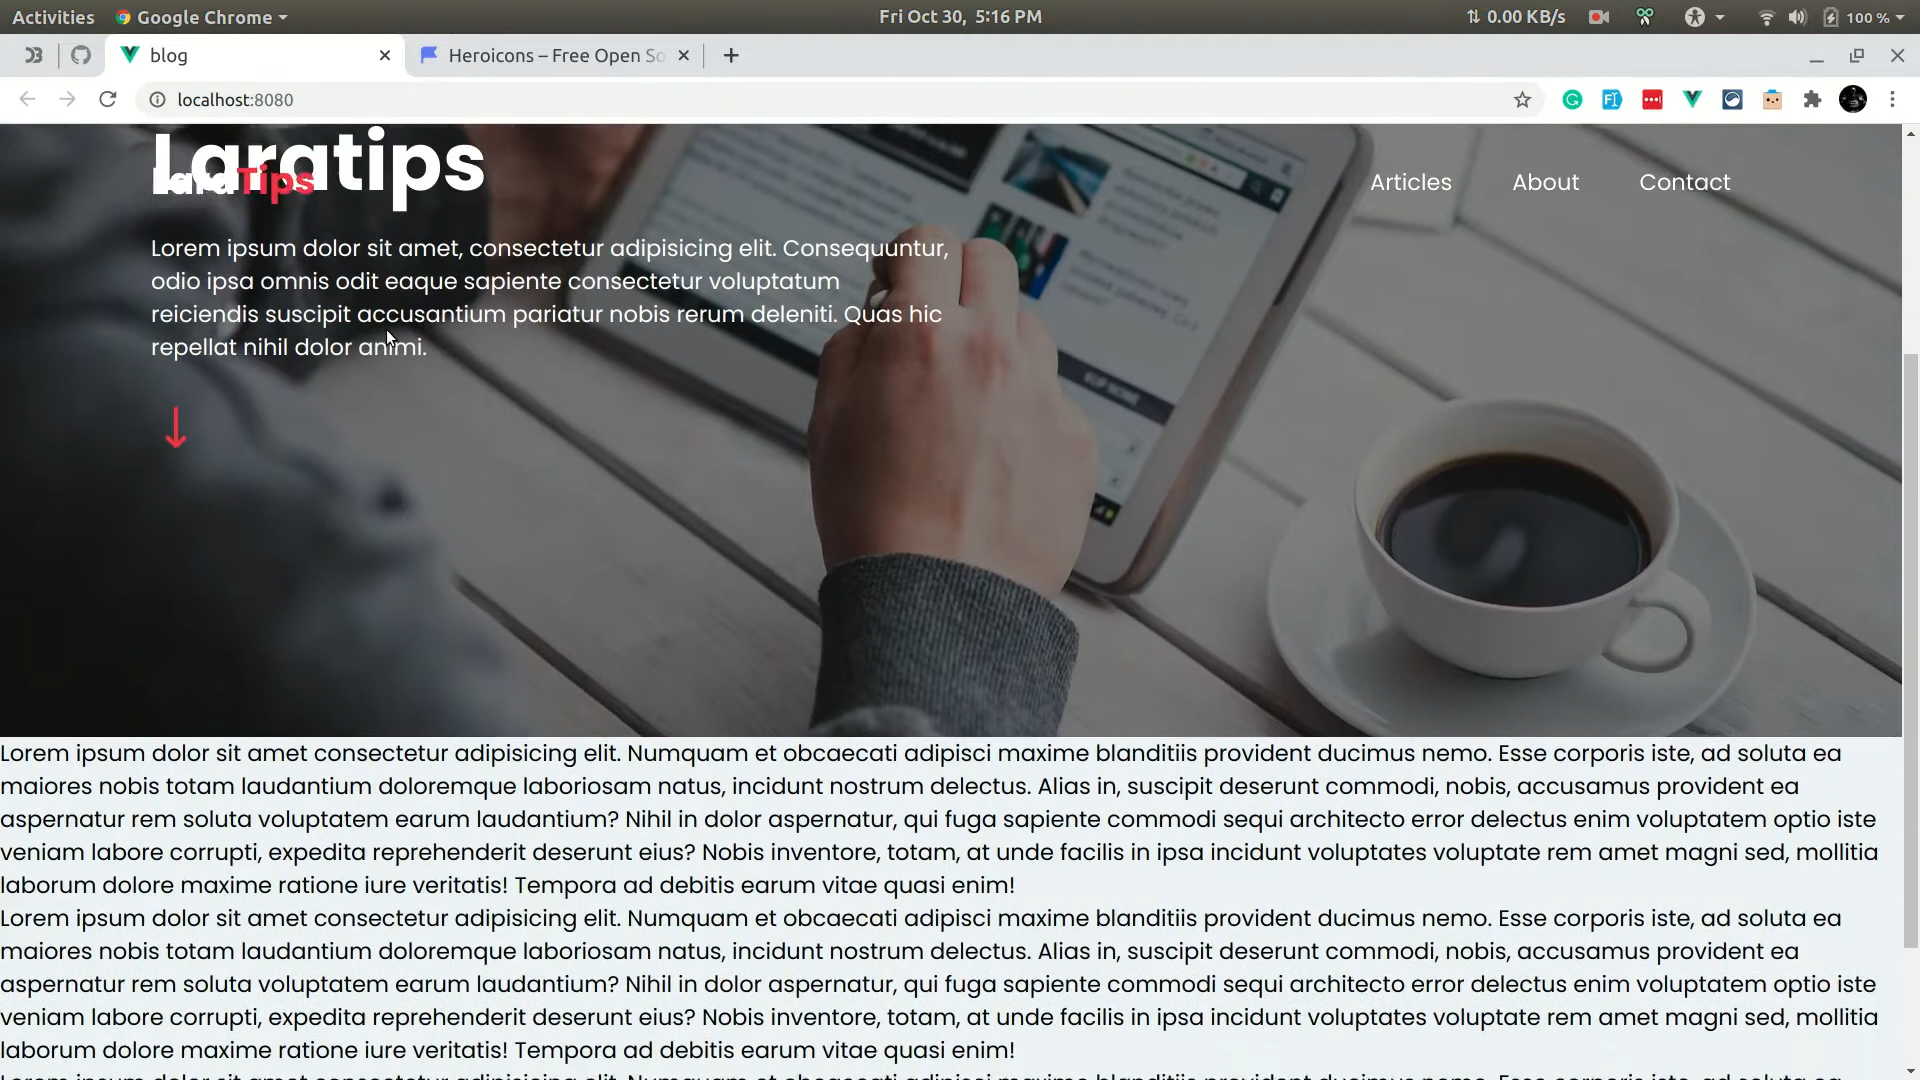 Activities Google Chrome Fri Oct 30, 5:16 PM 0.00 KB/s 100 %
blog Heroicons – Free Open So
localhost:8080
Laratips
LaraTips Articles About Contact
Lorem ipsum dolor sit amet, consectetur adipisicing elit. Consequuntur,
odio ipsa omnis odit eaque sapiente consectetur voluptatum
reiciendis suscipit accusantium pariatur nobis rerum deleniti. Quas hic
repellat nihil dolor animi.
Lorem ipsum dolor sit amet consectetur adipisicing elit. Numquam et obcaecati adipisci maxime blanditiis provident ducimus nemo. Esse corporis iste, ad soluta ea
maiores nobis totam laudantium doloremque laboriosam natus, incidunt nostrum delectus. Alias in, suscipit deserunt commodi, nobis, accusamus provident ea
aspernatur rem soluta voluptatem earum laudantium? Nihil in dolor aspernatur, qui fuga sapiente commodi sequi architecto error delectus enim voluptatem optio iste
veniam labore corrupti, expedita reprehenderit deserunt eius? Nobis inventore, totam, at unde facilis in ipsa incidunt voluptates voluptate rem amet magni sed, mollitia
laborum dolore maxime ratione iure veritatis! Tempora ad debitis earum vitae quasi enim!
Lorem ipsum dolor sit amet consectetur adipisicing elit. Numquam et obcaecati adipisci maxime blanditiis provident ducimus nemo. Esse corporis iste, ad soluta ea
maiores nobis totam laudantium doloremque laboriosam natus, incidunt nostrum delectus. Alias in, suscipit deserunt commodi, nobis, accusamus provident ea
aspernatur rem soluta voluptatem earum laudantium? Nihil in dolor aspernatur, qui fuga sapiente commodi sequi architecto error delectus enim voluptatem optio iste
veniam labore corrupti, expedita reprehenderit deserunt eius? Nobis inventore, totam, at unde facilis in ipsa incidunt voluptates voluptate rem amet magni sed, mollitia
laborum dolore maxime ratione iure veritatis! Tempora ad debitis earum vitae quasi enim!